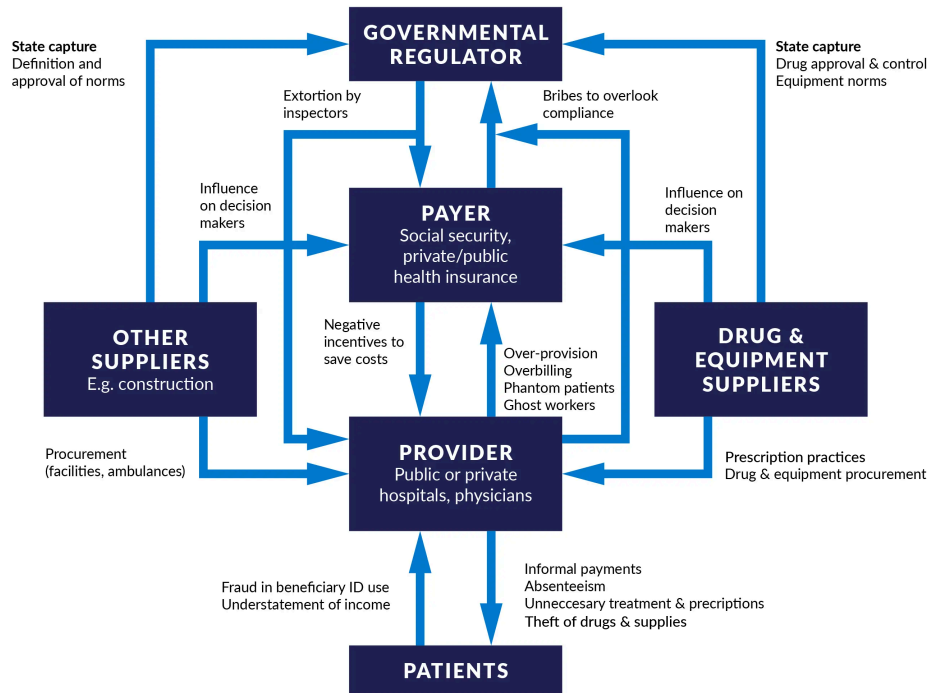 GOVERNMENTAL
REGULATOR
State capture
Definition and
approval of norms
State capture
Drug approval & control
Equipment norms
Extortion by
inspectors
Bribes to overlook
compliance
Influence
on decision
makers
Influence on
decision
makers
PAYER
Social security,
private/public
health insurance
OTHER
SUPPLIERS
E.g. construction
DRUG &
EQUIPMENT
SUPPLIERS
Negative
incentives to
save costs
Over-provision
Overbilling
Phantom patients
Ghost workers
Procurement
(facilities, ambulances)
PROVIDER
Public or private
hospitals, physicians
Prescription practices
Drug & equipment procurement
Fraud in beneficiary ID use
Understatement of income
Informal payments
Absenteeism
Unneccesary treatment & precriptions
Theft of drugs & supplies
PATIENTS